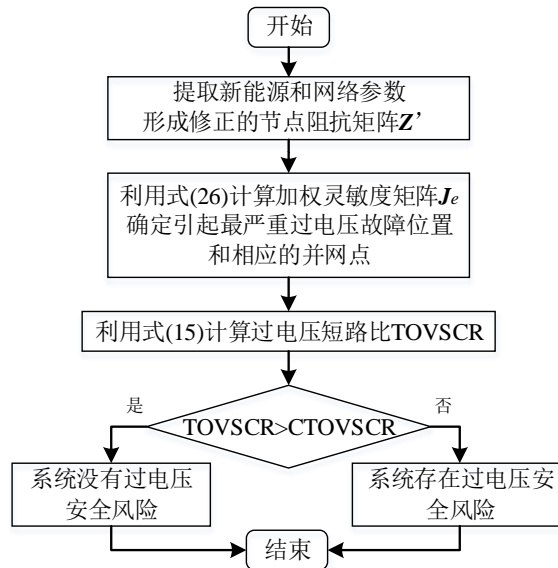 开始
提取新能源和网络参数
形成修正的节点阻抗矩阵Z’
利用式(26)计算加权灵敏度矩阵Je
确定引起最严重过电压故障位置
和相应的并网点
利用式(15)计算过电压短路比TOVSCR
是
否
TOVSCR>CTOVSCR
系统没有过电压
安全风险
系统存在过电压安
全风险
结束